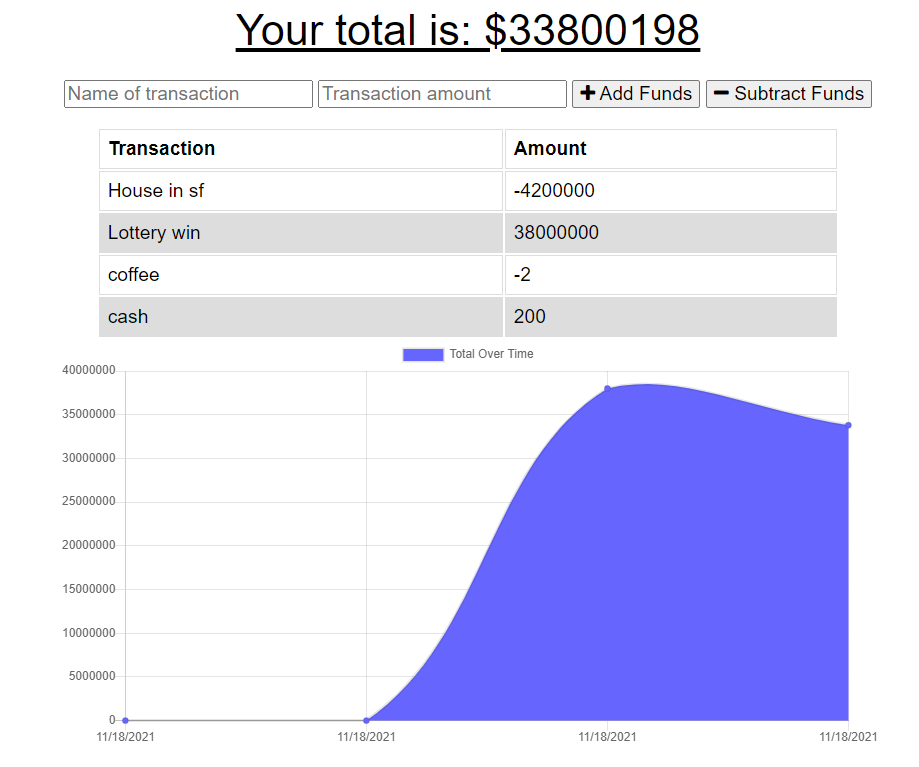 Your total is: $33800198
Name of transaction Transaction amount Add Funds Subtract Funds
Transaction Amount
House in sf -4200000
Lottery win 38000000
coffee -2
cash 200
Total Over Time
40000000
35000000
30000000
25000000
20000000
15000000
10000000
5000000
0
11/18/2021 11/18/2021 11/18/2021 11/18/2021